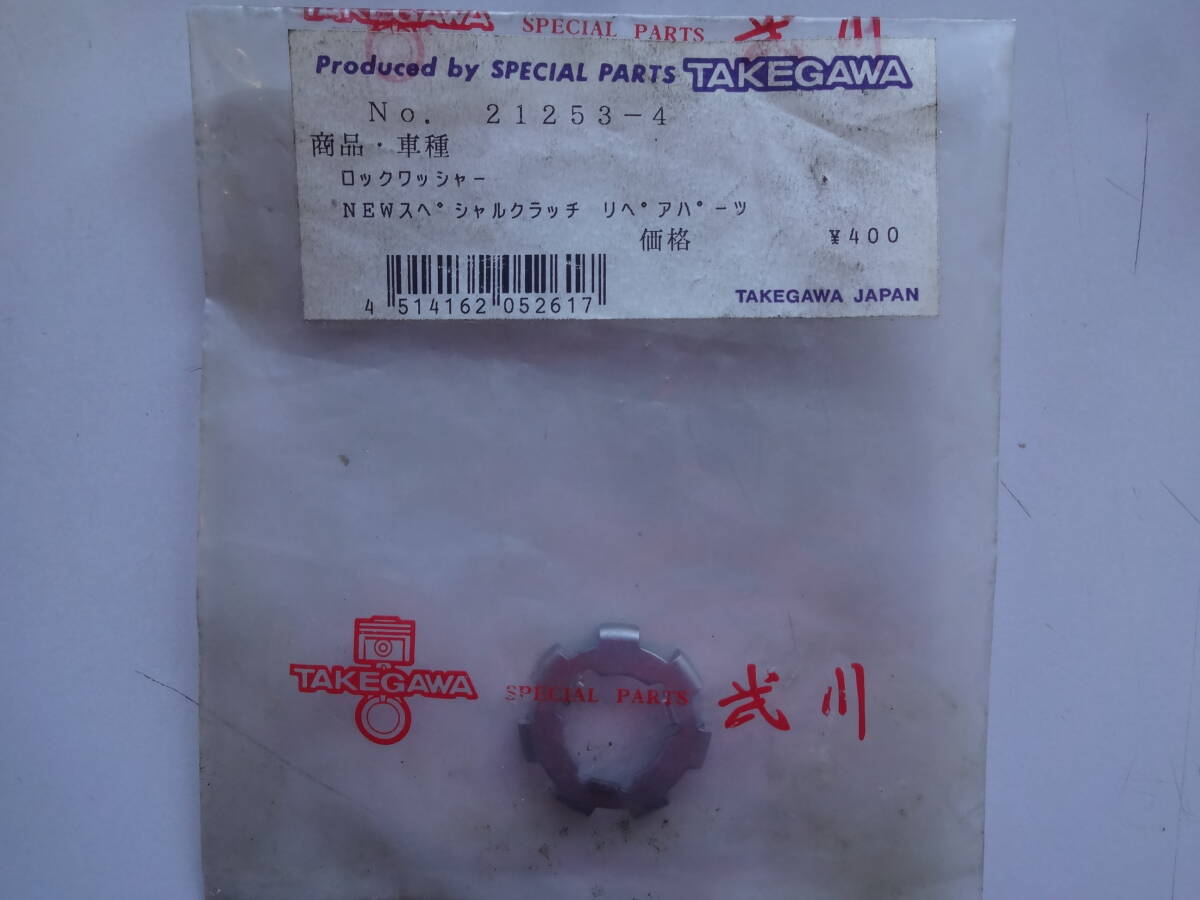 TAKEGAWA SPECIAL PARTS 武川
Produced by SPECIAL PARTS TAKEGAWA
No. 21253-4
商品・車種
ロックワッシャー
NEWスペシャルクラッチ リペアパーツ
価格 ¥400
4 514162 052617
TAKEGAWA JAPAN
TAKEGAWA SPECIAL PARTS 武川